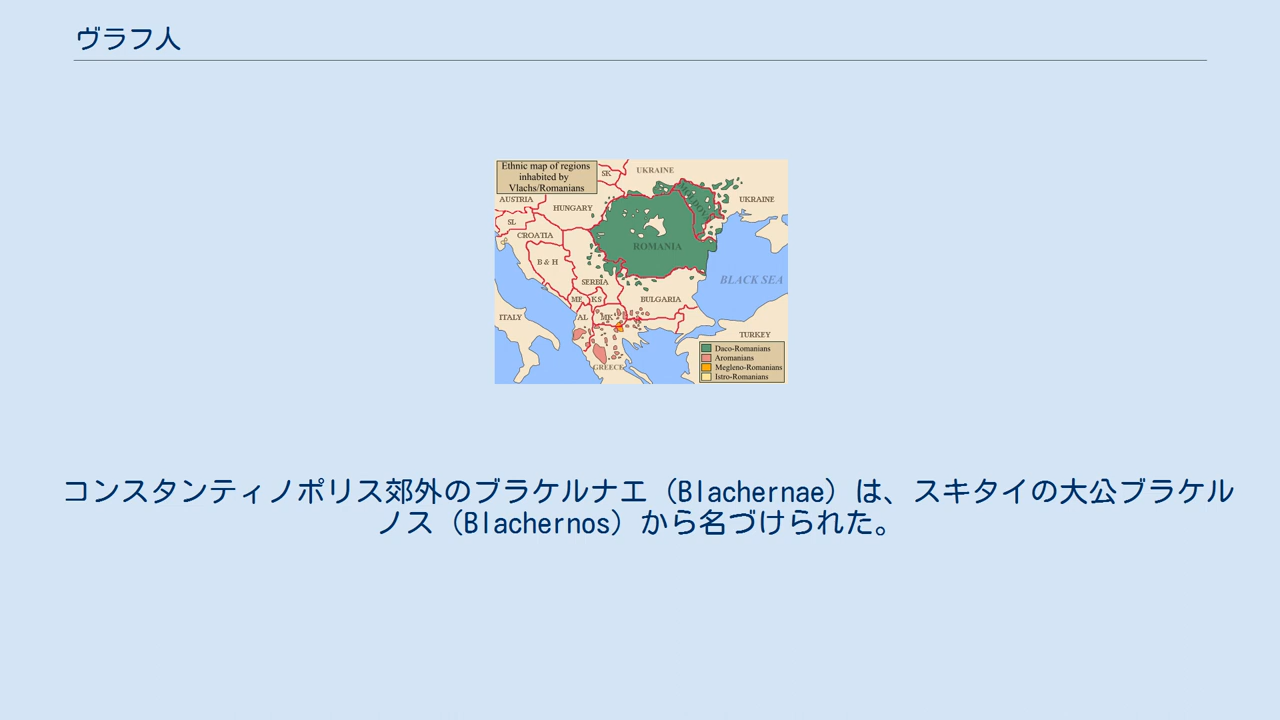 ヴラフ人
Ethnic map of regions
inhabited by
Vlachs/Romanians
SK
UKRAINE
AUSTRIA
HUNGARY
MOLDOVA
UKRAINE
SL
CROATIA
ROMANIA
B & H
SERBIA
BLACK SEA
ME
KS
BULGARIA
ITALY
AL
MK
TURKEY
GREECE
Daco-Romanians
Aromanians
Megleno-Romanians
Istro-Romanians
コンスタンティノポリス郊外のブラケルナエ（Blachernae）は、スキタイの大公ブラケル
ノス（Blachernos）から名づけられた。